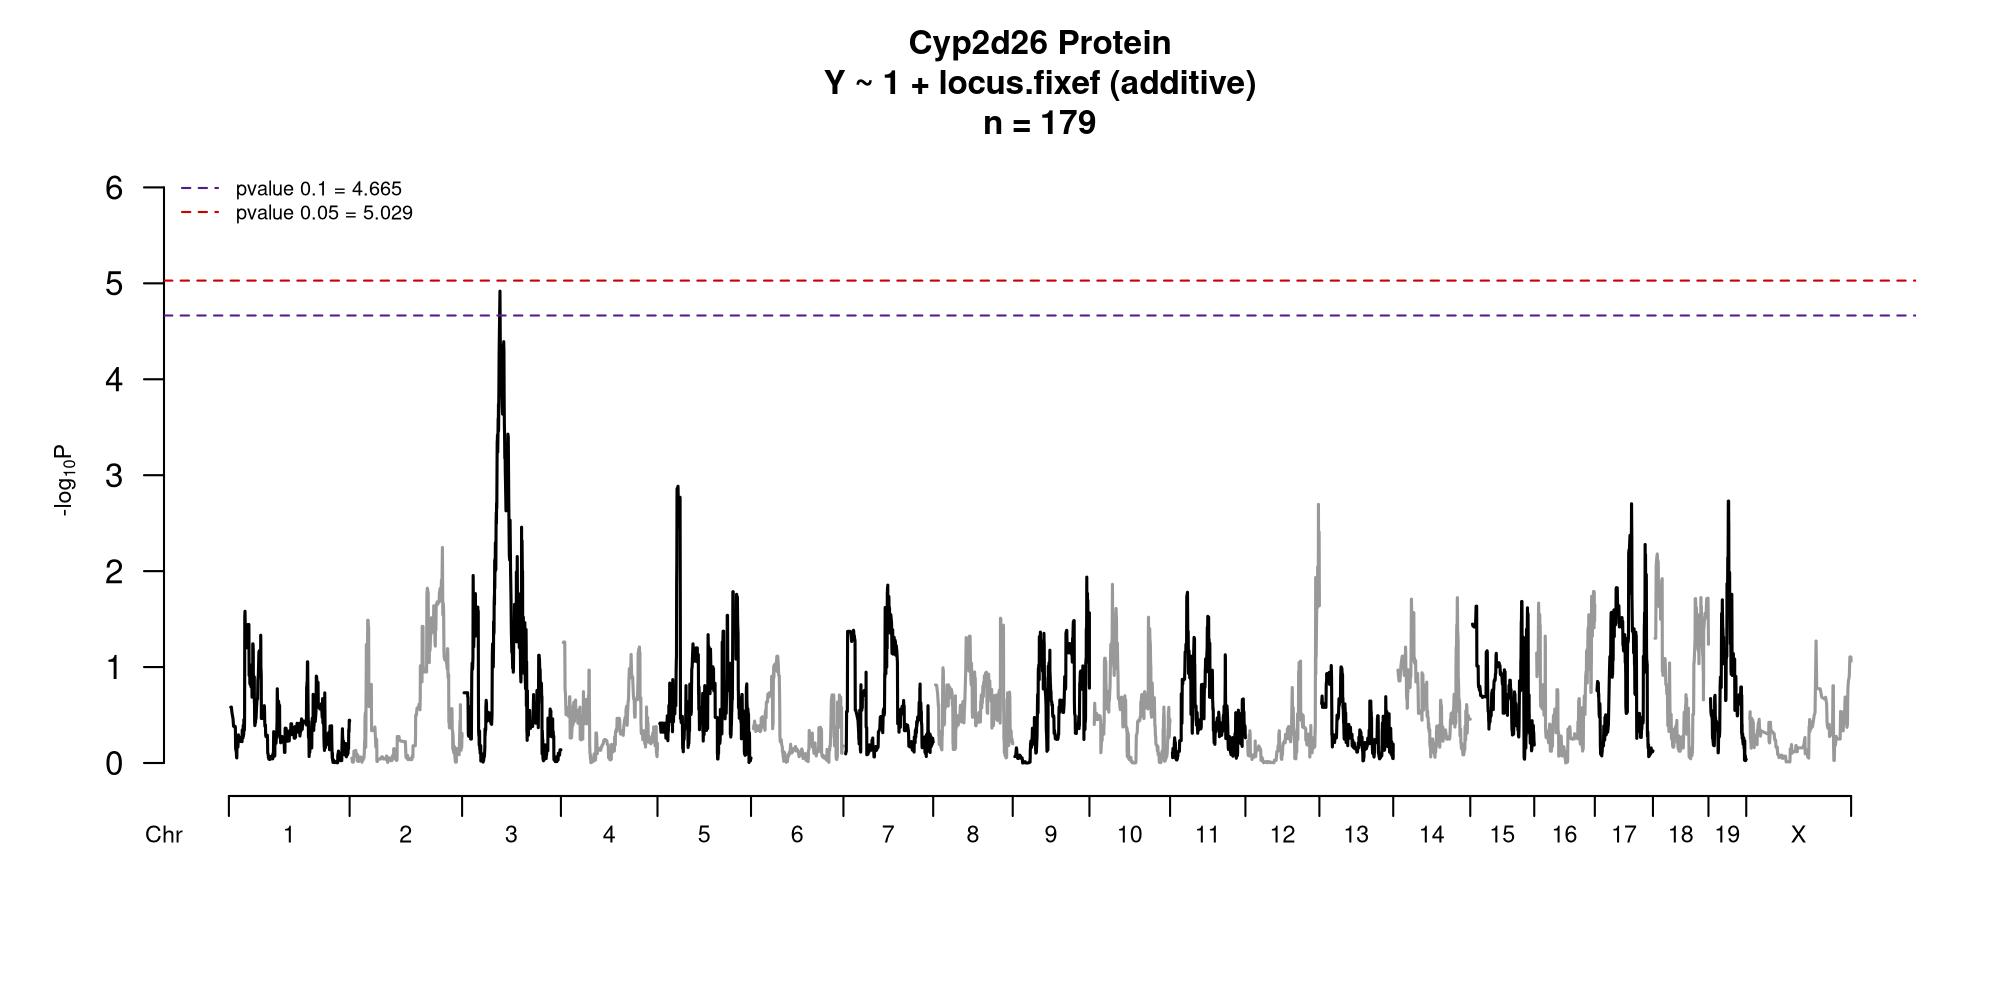 Cyp2d26 Protein
Y ~ 1 + locus.fixef (additive)
n = 179
6
pvalue 0.1 = 4.665
pvalue 0.05 = 5.029
5
4
3
-log10P
2
1
0
Chr 1 2 3 4 5 6 7 8 9 10 11 12 13 14 15 16 17 18 19 X